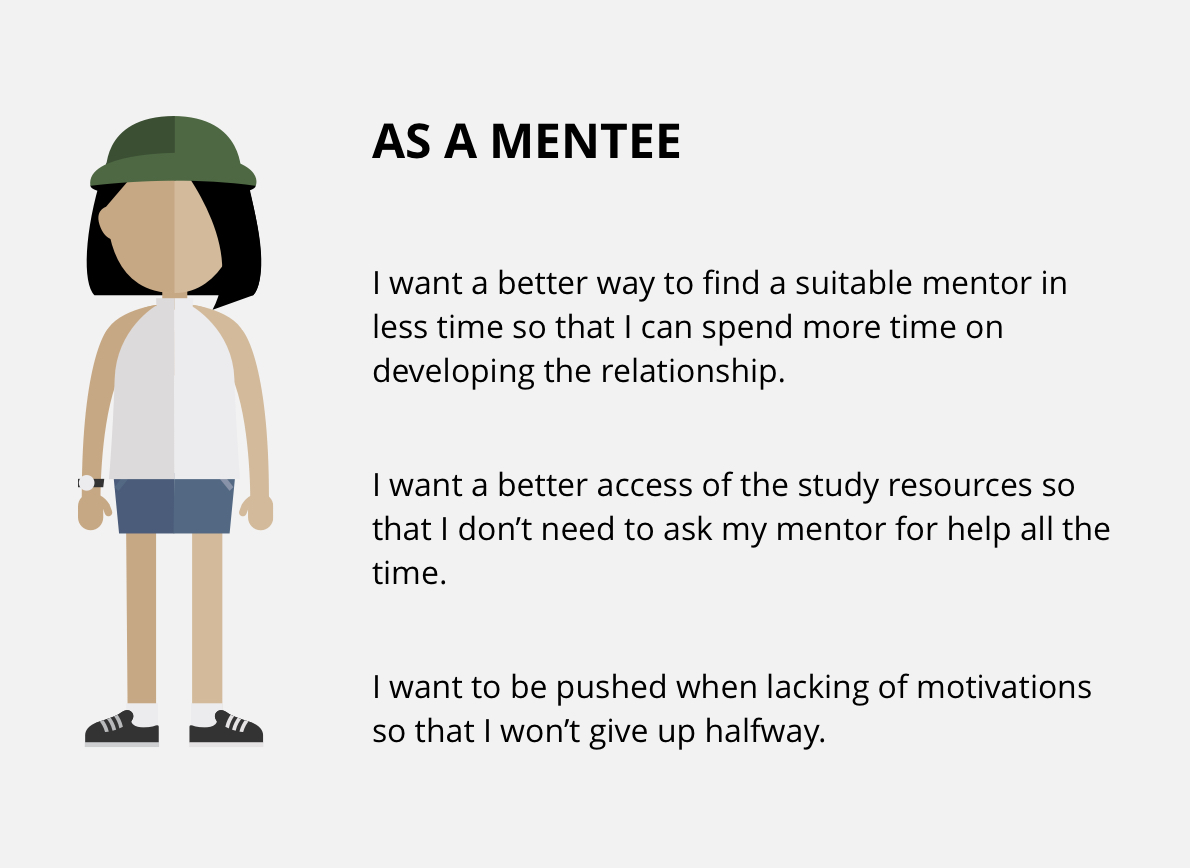 AS A MENTEE
I want a better way to find a suitable mentor in
less time so that I can spend more time on
developing the relationship.
I want a better access of the study resources so
that I don’t need to ask my mentor for help all the
time.
I want to be pushed when lacking of motivations
so that I won’t give up halfway.